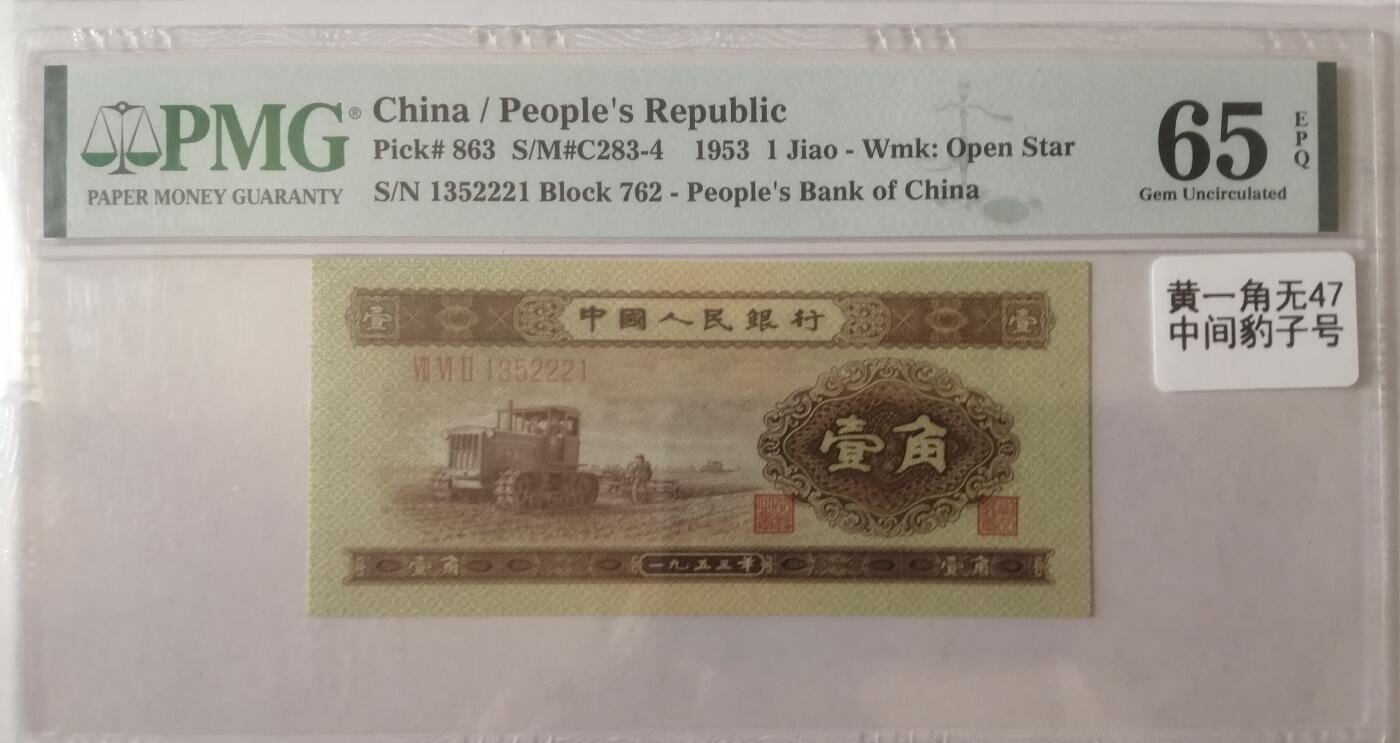 PMG®
PAPER MONEY GUARANTY
China / People's Republic
Pick# 863 S/M#C283-4 1953 1 Jiao - Wmk: Open Star
S/N 1352221 Block 762 - People's Bank of China
65
EPQ
Gem Uncirculated
黄一角无47
中间豹子号
壹
中國人民銀行
壹
VII VI II 1352221
壹角
壹角
一九五三年
壹角